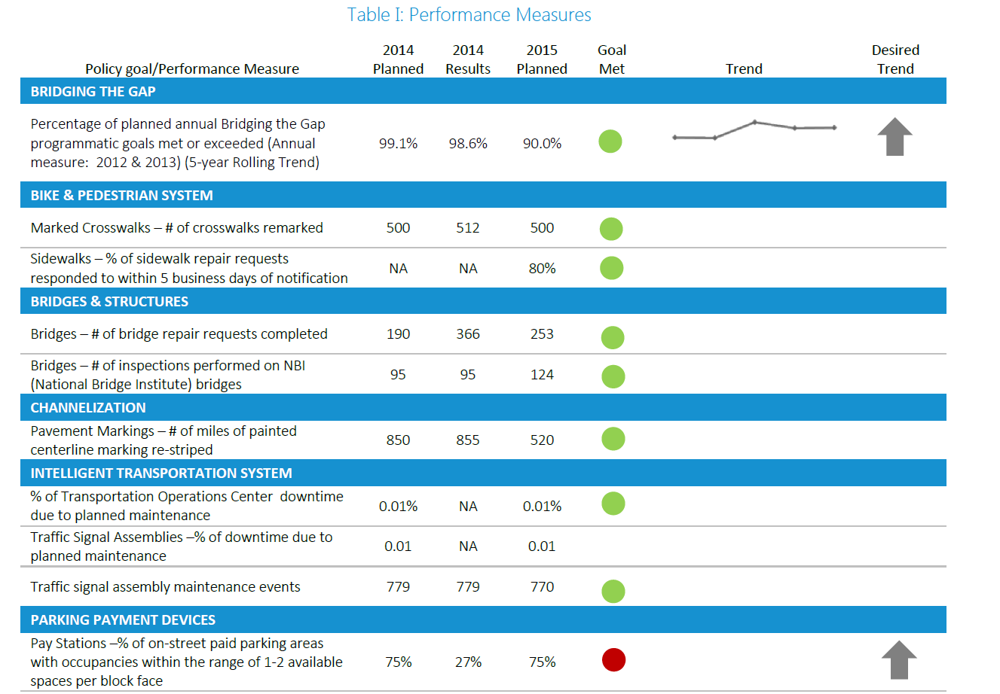 Table I: Performance Measures
2014 2014 2015 Goal Desired
Policy goal/Performance Measure Planned Results Planned Met Trend Trend
BRIDGING THE GAP
Percentage of planned annual Bridging the Gap
programmatic goals met or exceeded (Annual 99.1% 98.6% 90.0%
measure: 2012 & 2013) (5-year Rolling Trend)
BIKE & PEDESTRIAN SYSTEM
Marked Crosswalks – # of crosswalks remarked 500 512 500
Sidewalks – % of sidewalk repair requests
responded to within 5 business days of notification NA NA 80%
BRIDGES & STRUCTURES
Bridges – # of bridge repair requests completed 190 366 253
Bridges – # of inspections performed on NBI
(National Bridge Institute) bridges 95 95 124
CHANNELIZATION
Pavement Markings – # of miles of painted
centerline marking re-striped 850 855 520
INTELLIGENT TRANSPORTATION SYSTEM
% of Transportation Operations Center downtime
due to planned maintenance 0.01% NA 0.01%
Traffic Signal Assemblies –% of downtime due to
planned maintenance 0.01 NA 0.01
Traffic signal assembly maintenance events 779 779 770
PARKING PAYMENT DEVICES
Pay Stations –% of on-street paid parking areas
with occupancies within the range of 1-2 available 75% 27% 75%
spaces per block face